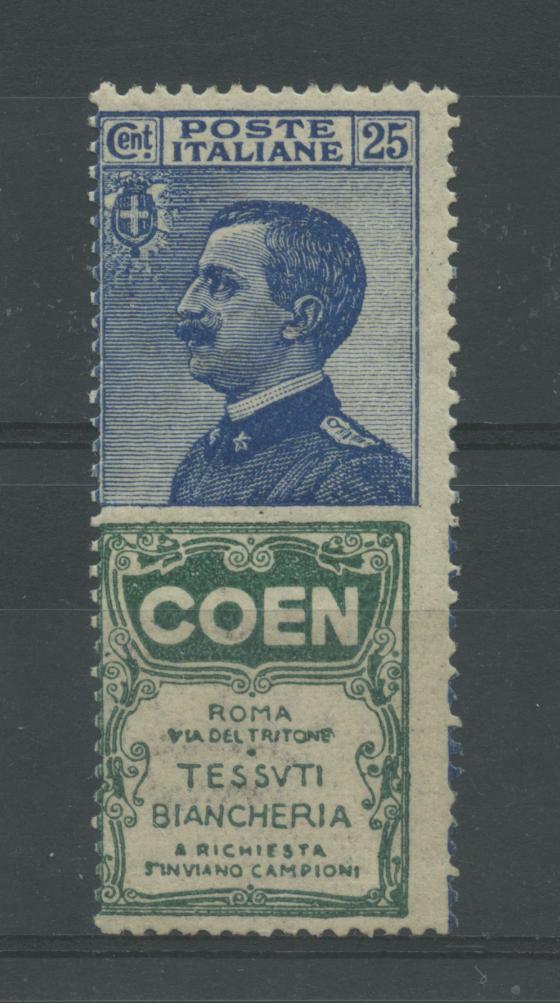 Cent. POSTE ITALIANE 25
COEN
ROMA
VIA DEL TRITONE
TESSVTI
BIANCHERIA
A RICHIESTA
S'INVIANO CAMPIONI